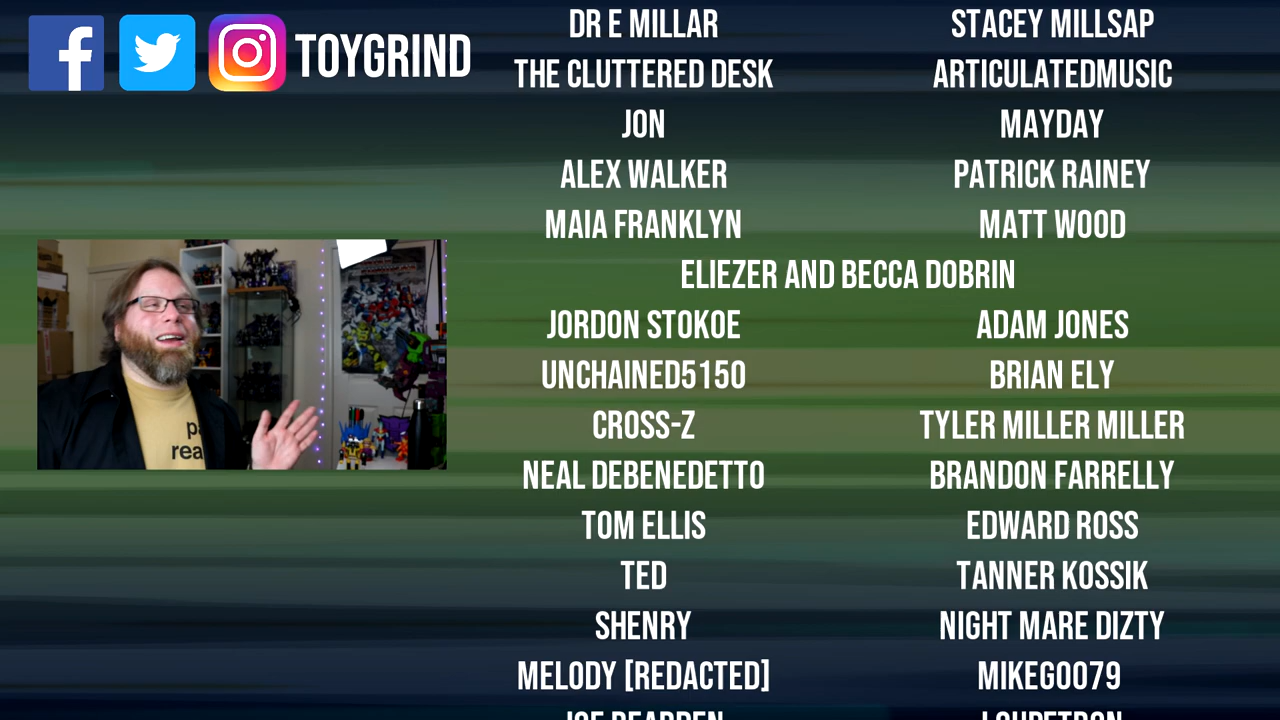 TOYGRIND
DR E MILLAR
STACEY MILLSAP
THE CLUTTERED DESK
ARTICULATEDMUSIC
JON
MAYDAY
ALEX WALKER
PATRICK RAINEY
MAIA FRANKLYN
MATT WOOD
ELIEZER AND BECCA DOBRIN
JORDON STOKOE
ADAM JONES
UNCHAINED5150
BRIAN ELY
CROSS-Z
TYLER MILLER MILLER
NEAL DEBENEDETTO
BRANDON FARRELLY
TOM ELLIS
EDWARD ROSS
TED
TANNER KOSSIK
SHENRY
NIGHT MARE DIZTY
MELODY [REDACTED]
MIKEG0079